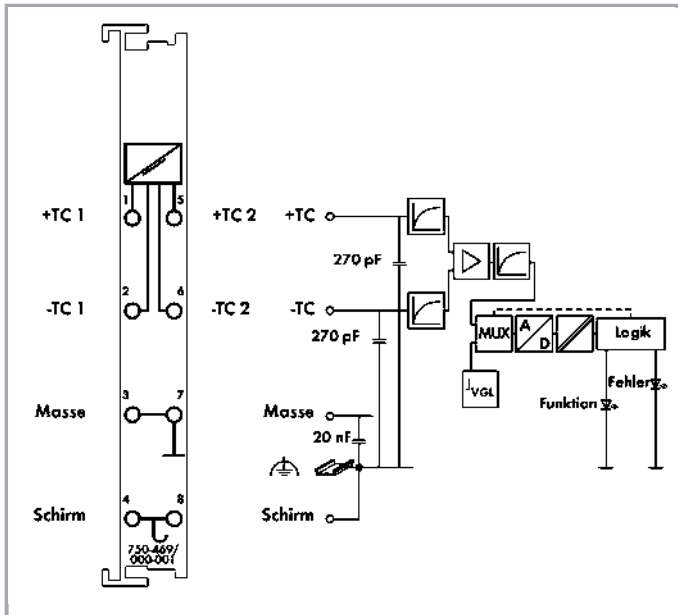 1 5
+TC 1 +TC 2 +TC
270 pF
2 6
-TC 1 -TC 2 -TC
270 pF
MUX A D Logik
VGL
Fehler
Funktion
3 7
Masse Masse
20 nF
4 8
Schirm Schirm
750-469/
000-001